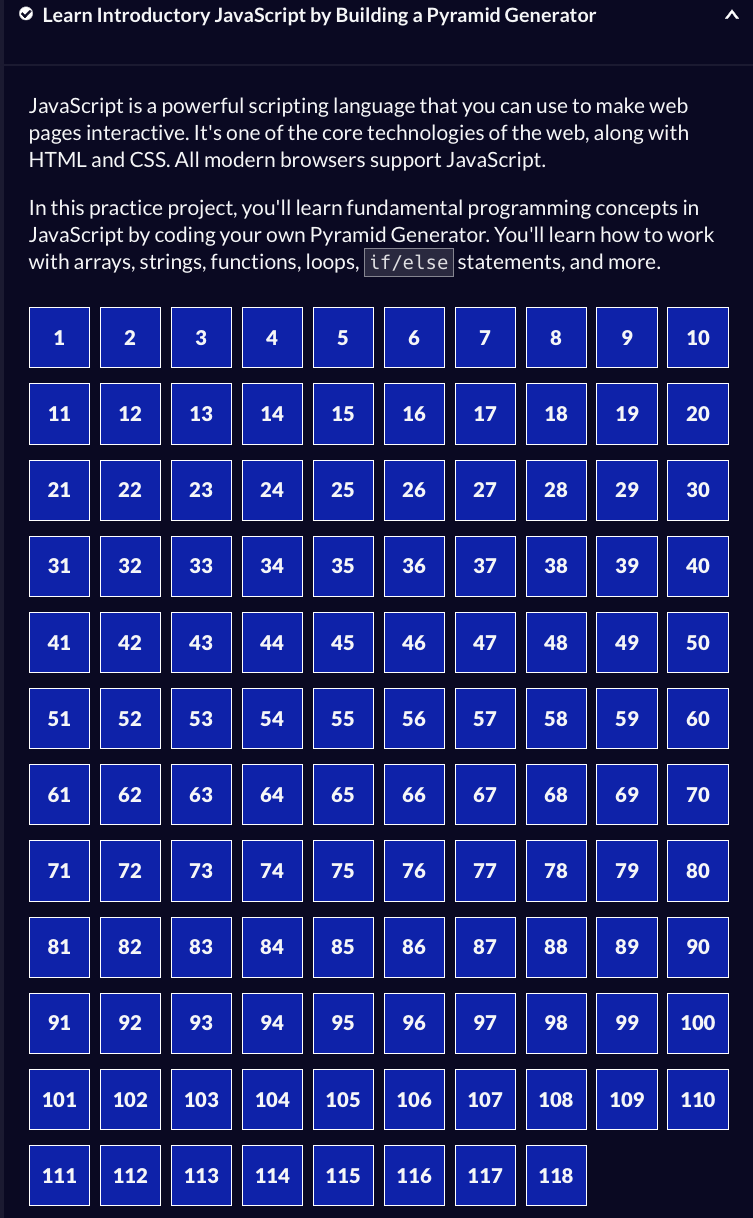 Learn Introductory JavaScript by Building a Pyramid Generator
JavaScript is a powerful scripting language that you can use to make web
pages interactive. It's one of the core technologies of the web, along with
HTML and CSS. All modern browsers support JavaScript.
In this practice project, you'll learn fundamental programming concepts in
JavaScript by coding your own Pyramid Generator. You'll learn how to work
with arrays, strings, functions, loops, if/else statements, and more.
1 2 3 4 5 6 7 8 9 10
11 12 13 14 15 16 17 18 19 20
21 22 23 24 25 26 27 28 29 30
31 32 33 34 35 36 37 38 39 40
41 42 43 44 45 46 47 48 49 50
51 52 53 54 55 56 57 58 59 60
61 62 63 64 65 66 67 68 69 70
71 72 73 74 75 76 77 78 79 80
81 82 83 84 85 86 87 88 89 90
91 92 93 94 95 96 97 98 99 100
101 102 103 104 105 106 107 108 109 110
111 112 113 114 115 116 117 118